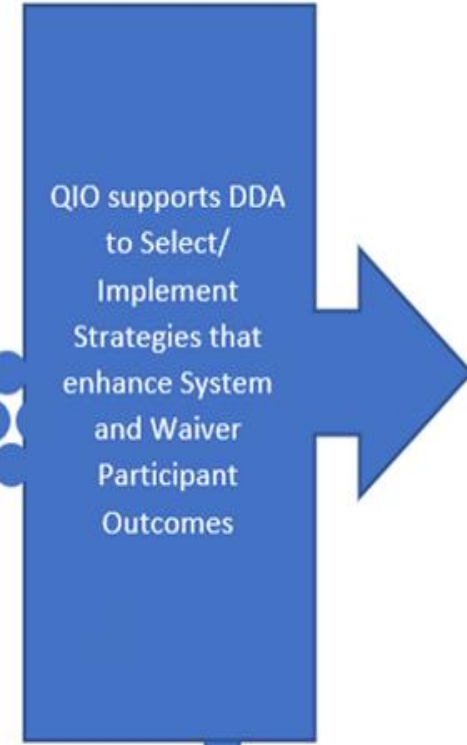 QIO supports DDA
to Select/
Implement
Strategies that
enhance System
and Waiver
Participant
Outcomes